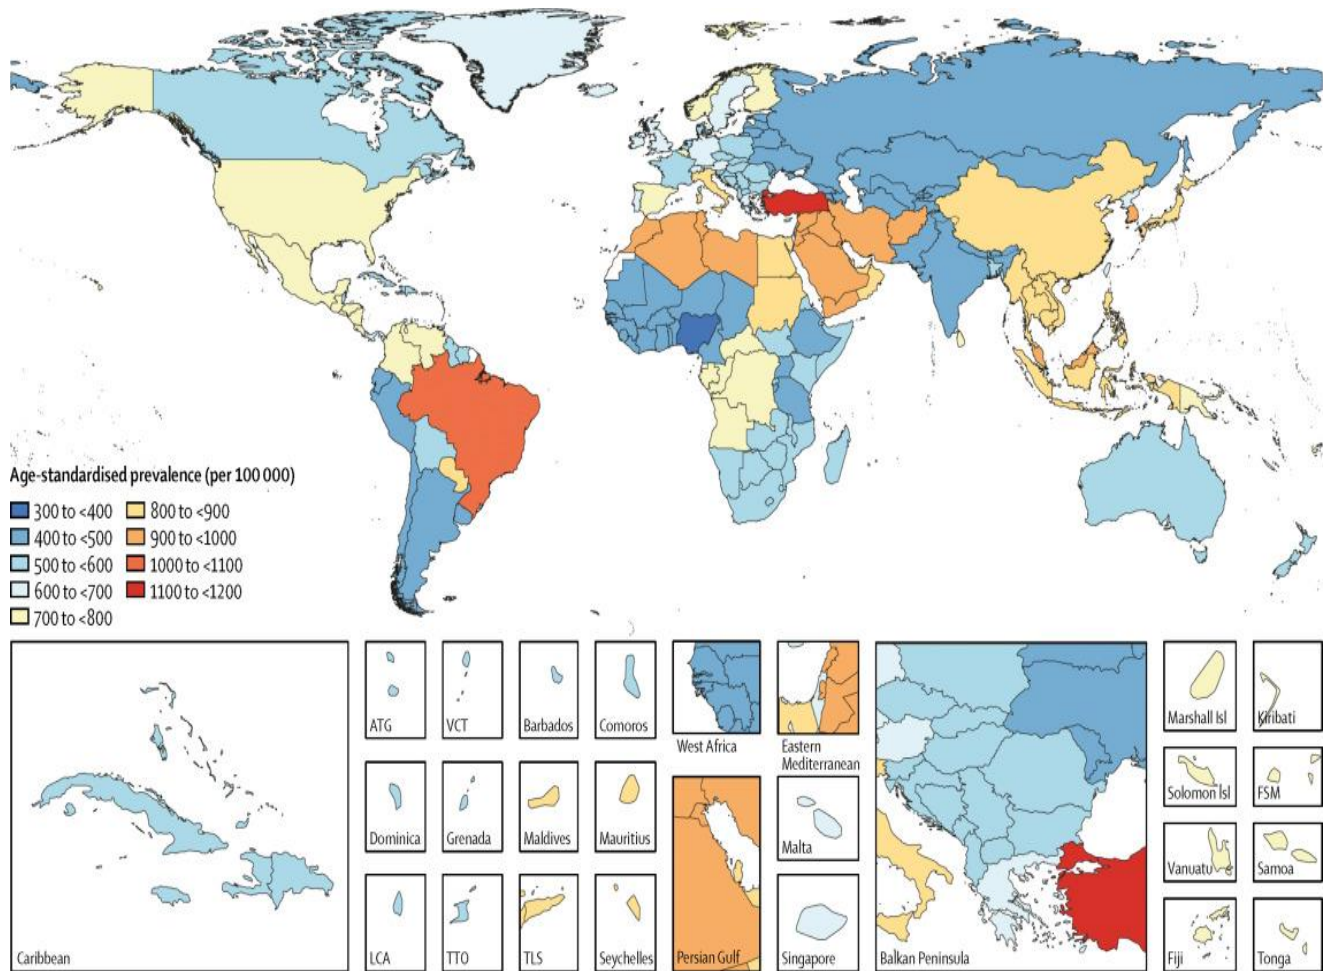 Age-standardised prevalence (per 100 000)
300 to <400
400 to <500
500 to <600
600 to <700
700 to <800
800 to <900
900 to <1000
1000 to <1100
1100 to <1200
ATG
VCT
Barbados
Comoros
West Africa
Eastern
Mediterranean
Marshall Isl
Kiribati
Dominica
Grenada
Maldives
Mauritius
Malta
Solomon Isl
FSM
Vanuatu
Samoa
Caribbean
LCA
TTO
TLS
Seychelles
Persian Gulf
Singapore
Balkan Peninsula
Fiji
Tonga